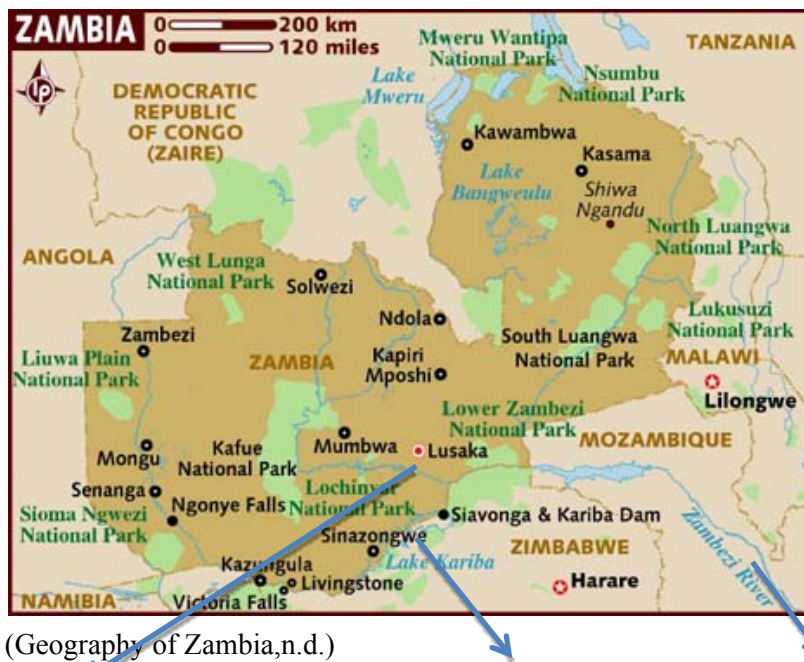 ZAMBIA
0 200 km
0 120 miles
lp
Mweru Wantipa
National Park
TANZANIA
Lake
Mweru
Nsumbu
National Park
DEMOCRATIC
REPUBLIC
OF CONGO
(ZAIRE)
Kawambwa
Kasama
Lake
Bangweulu
Shiwa
Ngandu
North Luangwa
National Park
ANGOLA
West Lunga
National Park
Solwezi
Ndola
Lukusuzi
National Park
Zambezi
South Luangwa
National Park
Liuwa Plain
National Park
ZAMBIA
Kapiri
Mposhi
MALAWI
Lilongwe
Lower Zambezi
National Park
MOZAMBIQUE
Mongu
Kafue
National Park
Mumbwa
Lusaka
Senanga
Ngonye Falls
Lochinvar
National Park
Siavonga & Kariba Dam
Sioma Ngwezi
National Park
Sinazongwe
ZIMBABWE
Zambezi River
Kazungula
Lake Kariba
Livingstone
Harare
NAMIBIA
Victoria Falls
(Geography of Zambia,n.d.)